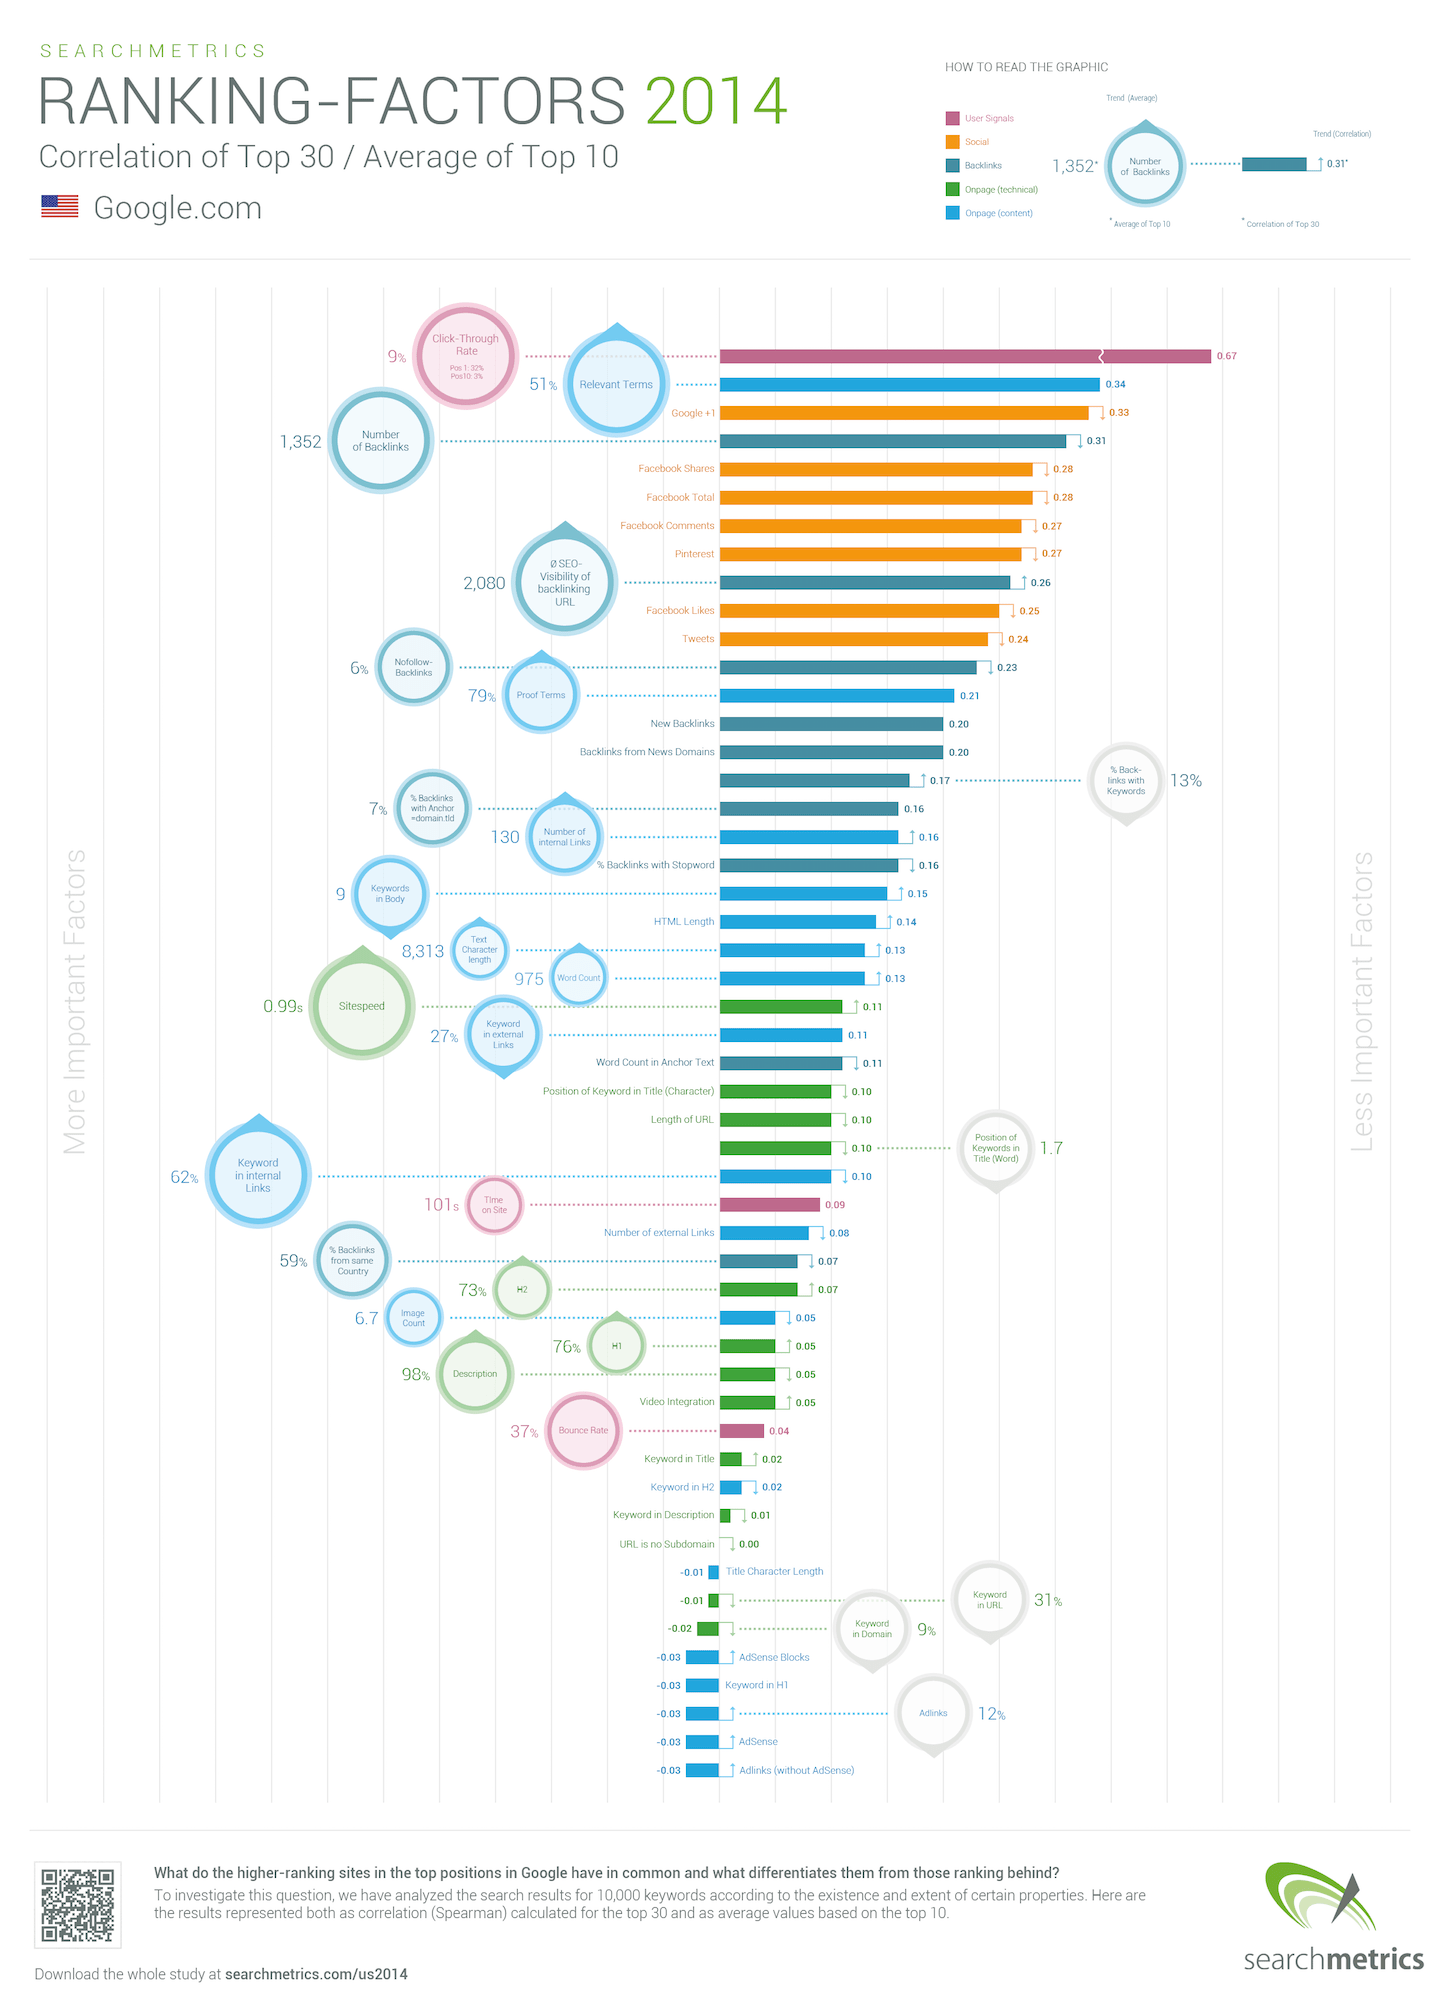 SEARCHMETRICS
RANKING-FACTORS 2014
Correlation of Top 30 / Average of Top 10
Google.com
HOW TO READ THE GRAPHIC
User Signals
Social
Backlinks
Onpage (technical)
Onpage (content)
Trend (Average)
1,352*
Number
of Backlinks
* Average of Top 10
Trend (Correlation)
0.31*
* Correlation of Top 30
More Important Factors
Less Important Factors
9%
Click-Through
Rate
Pos 1: 32%
Pos10: 3%
0.67
51%
Relevant Terms
0.34
Google +1
0.33
1,352
Number
of Backlinks
0.31
Facebook Shares
0.28
Facebook Total
0.28
Facebook Comments
0.27
Pinterest
0.27
2,080
Ø SEO-
Visibility of
backlinking
URL
0.26
Facebook Likes
0.25
Tweets
0.24
6%
Nofollow-
Backlinks
0.23
79%
Proof Terms
0.21
New Backlinks
0.20
Backlinks from News Domains
0.20
0.17
% Back-
links with
Keywords
13%
7%
% Backlinks
with Anchor
=domain.tld
0.16
130
Number of
internal Links
0.16
% Backlinks with Stopword
0.16
9
Keywords
in Body
0.15
HTML Length
0.14
8,313
Text
Character
length
0.13
975
Word Count
0.13
0.99s
Sitespeed
0.11
27%
Keyword
in external
Links
0.11
Word Count in Anchor Text
0.11
Position of Keyword in Title (Character)
0.10
Length of URL
0.10
0.10
Position of
Keywords in
Title (Word)
1.7
62%
Keyword
in internal
Links
0.10
101s
TIme
on Site
0.09
Number of external Links
0.08
59%
% Backlinks
from same
Country
0.07
73%
H2
0.07
6.7
Image
Count
0.05
76%
H1
0.05
98%
Description
0.05
Video Integration
0.05
37%
Bounce Rate
0.04
Keyword in Title
0.02
Keyword in H2
0.02
Keyword in Description
0.01
URL is no Subdomain
0.00
-0.01
Title Character Length
-0.01
Keyword
in URL
31%
-0.02
Keyword
in Domain
9%
-0.03
AdSense Blocks
-0.03
Keyword in H1
-0.03
Adlinks
12%
-0.03
AdSense
-0.03
Adlinks (without AdSense)
What do the higher-ranking sites in the top positions in Google have in common and what differentiates them from those ranking behind?
To investigate this question, we have analyzed the search results for 10,000 keywords according to the existence and extent of certain properties. Here are
the results represented both as correlation (Spearman) calculated for the top 30 and as average values based on the top 10.
Download the whole study at searchmetrics.com/us2014
searchmetrics